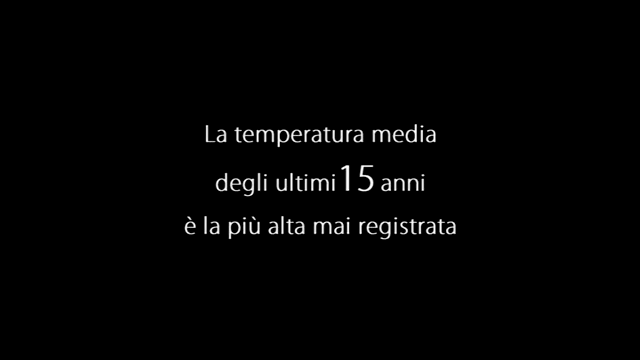 La temperatura media
degli ultimi 15 anni
è la più alta mai registrata